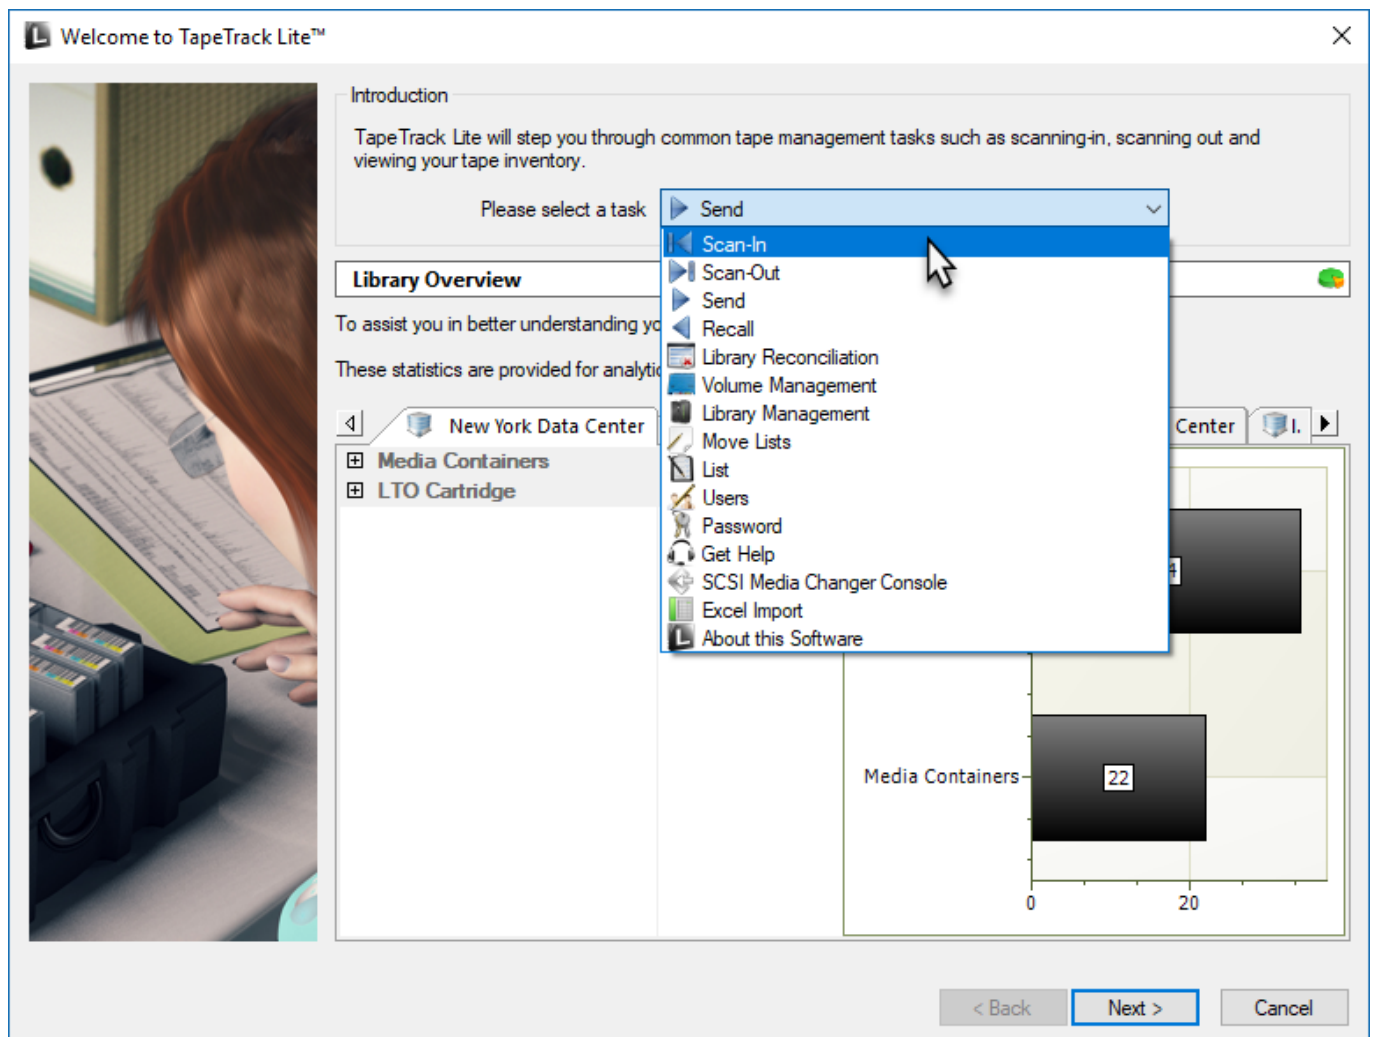 Welcome to TapeTrack Lite™
Introduction
TapeTrack Lite will step you through common tape management tasks such as scanning-in, scanning out and
viewing your tape inventory.
Please select a task
Send
Scan-In
Scan-Out
Send
Recall
Library Reconciliation
Volume Management
Library Management
Move Lists
List
Users
Password
Get Help
SCSI Media Changer Console
Excel Import
About this Software
Library Overview
To assist you in better understanding
These statistics are provided for
New York Data Center
Center
Media Containers
LTO Cartridge
Media Containers
22
0
20
< Back
Next >
Cancel